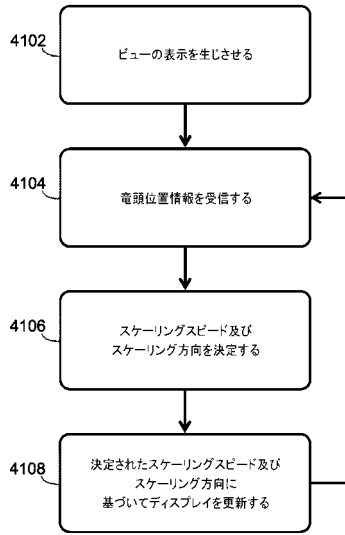 4102
ビューの表示を生じさせる
4104
竜頭位置情報を受信する
4106
スケーリングスピード及び
スケーリング方向を決定する
4108
決定されたスケーリングスピード及び
スケーリング方向に
基づいてディスプレイを更新する